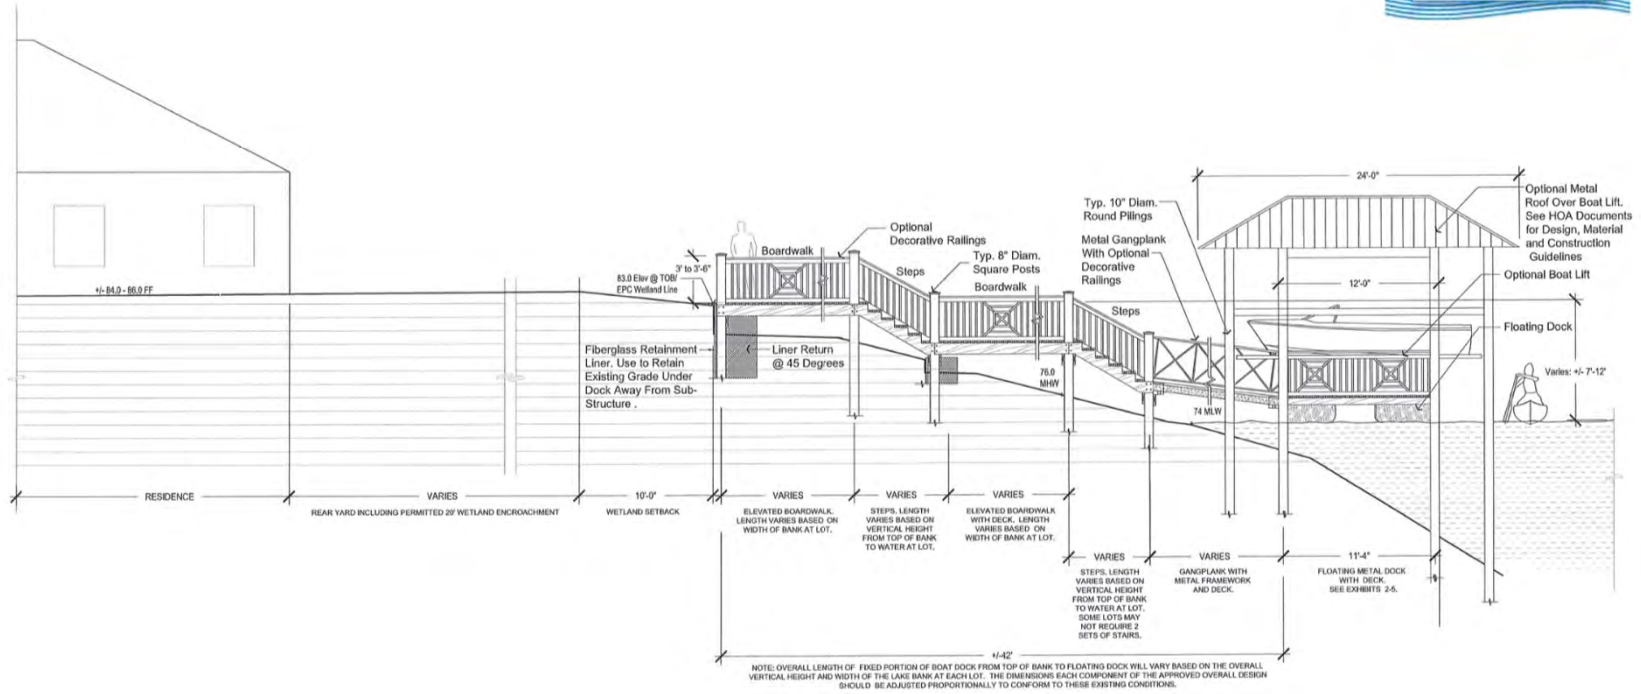 24'-0"
Optional Metal
Roof Over Boat Lift.
See HOA Documents
for Design, Material
and Construction
Guidelines
Typ. 10" Diam.
Round Pilings
Optional
Decorative Railings
Metal Gangplank
With Optional
Decorative
Railings
Boardwalk
Typ. 8" Diam.
Square Posts
Steps
Boardwalk
3' to 3'-6"
83.0 Elev @ TOB/
EPC Wetland Line
+/- 84.0 - 86.0 FF
Optional Boat Lift
12'-0"
Steps
Floating Dock
Fiberglass Retainment
Liner. Use to Retain
Existing Grade Under
Dock Away From Sub-
Structure .
Liner Return
@ 45 Degrees
76.0
MHW
74 MLW
Varies: +/- 7'-12'
RESIDENCE
VARIES
REAR YARD INCLUDING PERMITTED 20' WETLAND ENCROACHMENT
10'-0"
WETLAND SETBACK
VARIES
ELEVATED BOARDWALK.
LENGTH VARIES BASED ON
WIDTH OF BANK AT LOT.
VARIES
STEPS. LENGTH
VARIES BASED ON
VERTICAL HEIGHT
FROM TOP OF BANK
TO WATER AT LOT.
VARIES
ELEVATED BOARDWALK
WITH DECK. LENGTH
VARIES BASED ON
WIDTH OF BANK AT LOT.
VARIES
STEPS. LENGTH
VARIES BASED ON
VERTICAL HEIGHT
FROM TOP OF BANK
TO WATER AT LOT.
SOME LOTS MAY
NOT REQUIRE 2
SETS OF STAIRS.
VARIES
GANGPLANK WITH
METAL FRAMEWORK
AND DECK.
11'-4"
FLOATING METAL DOCK
WITH DECK.
SEE EXHIBITS 2-5.
+/-42'
NOTE: OVERALL LENGTH OF FIXED PORTION OF BOAT DOCK FROM TOP OF BANK TO FLOATING DOCK WILL VARY BASED ON THE OVERALL
VERTICAL HEIGHT AND WIDTH OF THE LAKE BANK AT EACH LOT. THE DIMENSIONS EACH COMPONENT OF THE APPROVED OVERALL DESIGN
SHOULD BE ADJUSTED PROPORTIONALLY TO CONFORM TO THESE EXISTING CONDITIONS.